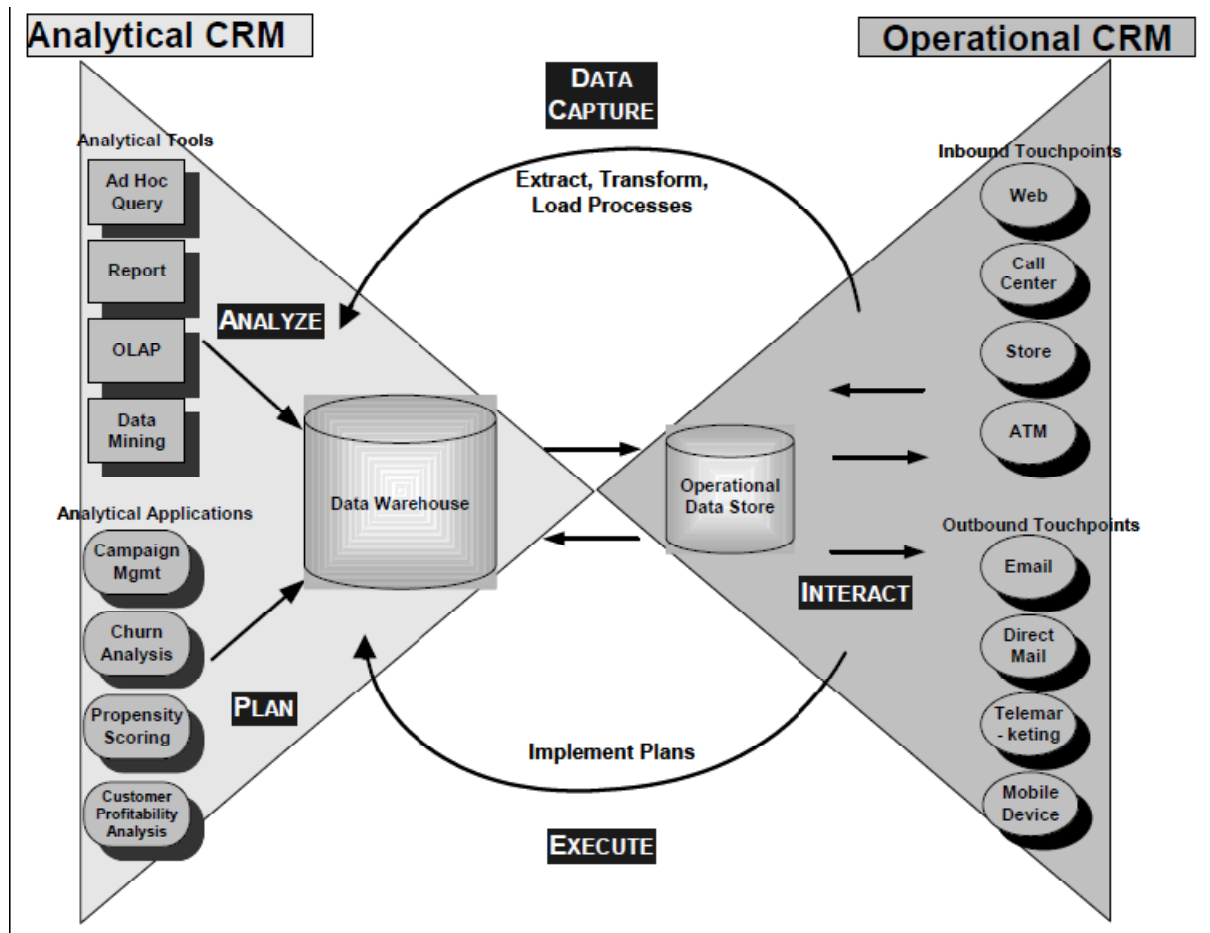 Analytical CRM
Operational CRM
DATA
CAPTURE
Analytical Tools
Ad Hoc
Query
Report
OLAP
Data
Mining
Extract, Transform,
Load Processes
ANALYZE
Inbound Touchpoints
Web
Call
Center
Store
ATM
Data Warehouse
Operational
Data Store
Analytical Applications
Campaign
Mgmt
Churn
Analysis
Propensity
Scoring
Customer
Profitability
Analysis
PLAN
Outbound Touchpoints
Email
Direct
Mail
Telemar
- keting
Mobile
Device
INTERACT
Implement Plans
EXECUTE